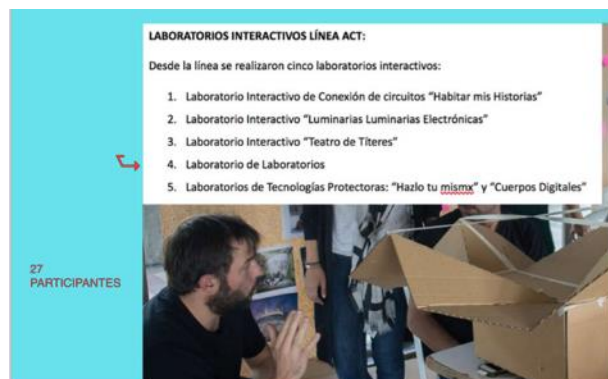 LABORATORIOS INTERACTIVOS LÍNEA ACT:
Desde la línea se realizaron cinco laboratorios interactivos:
1. Laboratorio Interactivo de Conexión de circuitos “Habitar mis Historias”
2. Laboratorio Interactivo “Luminarias Luminarias Electrónicas”
3. Laboratorio Interactivo “Teatro de Títeres”
4. Laboratorio de Laboratorios
5. Laboratorios de Tecnologías Protectoras: “Hazlo tu mismx” y “Cuerpos Digitales”
27
PARTICIPANTES